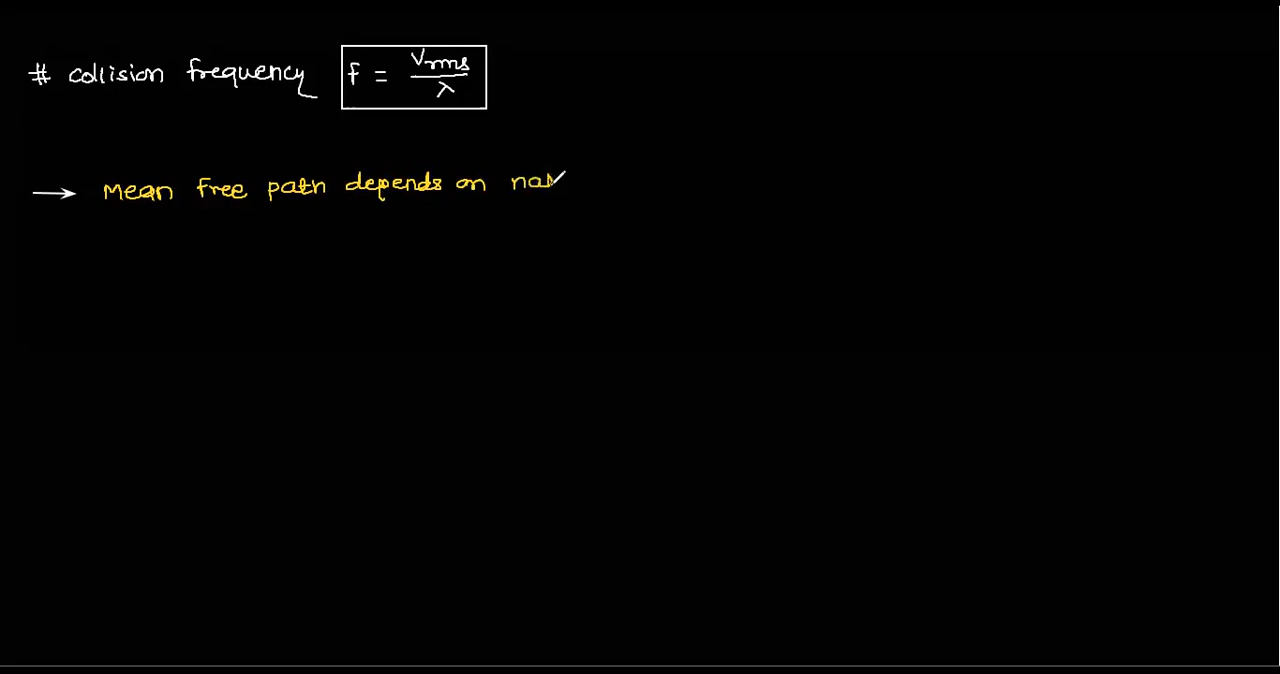 # collision frequency f = Vrms / λ
→ Mean free path depends on